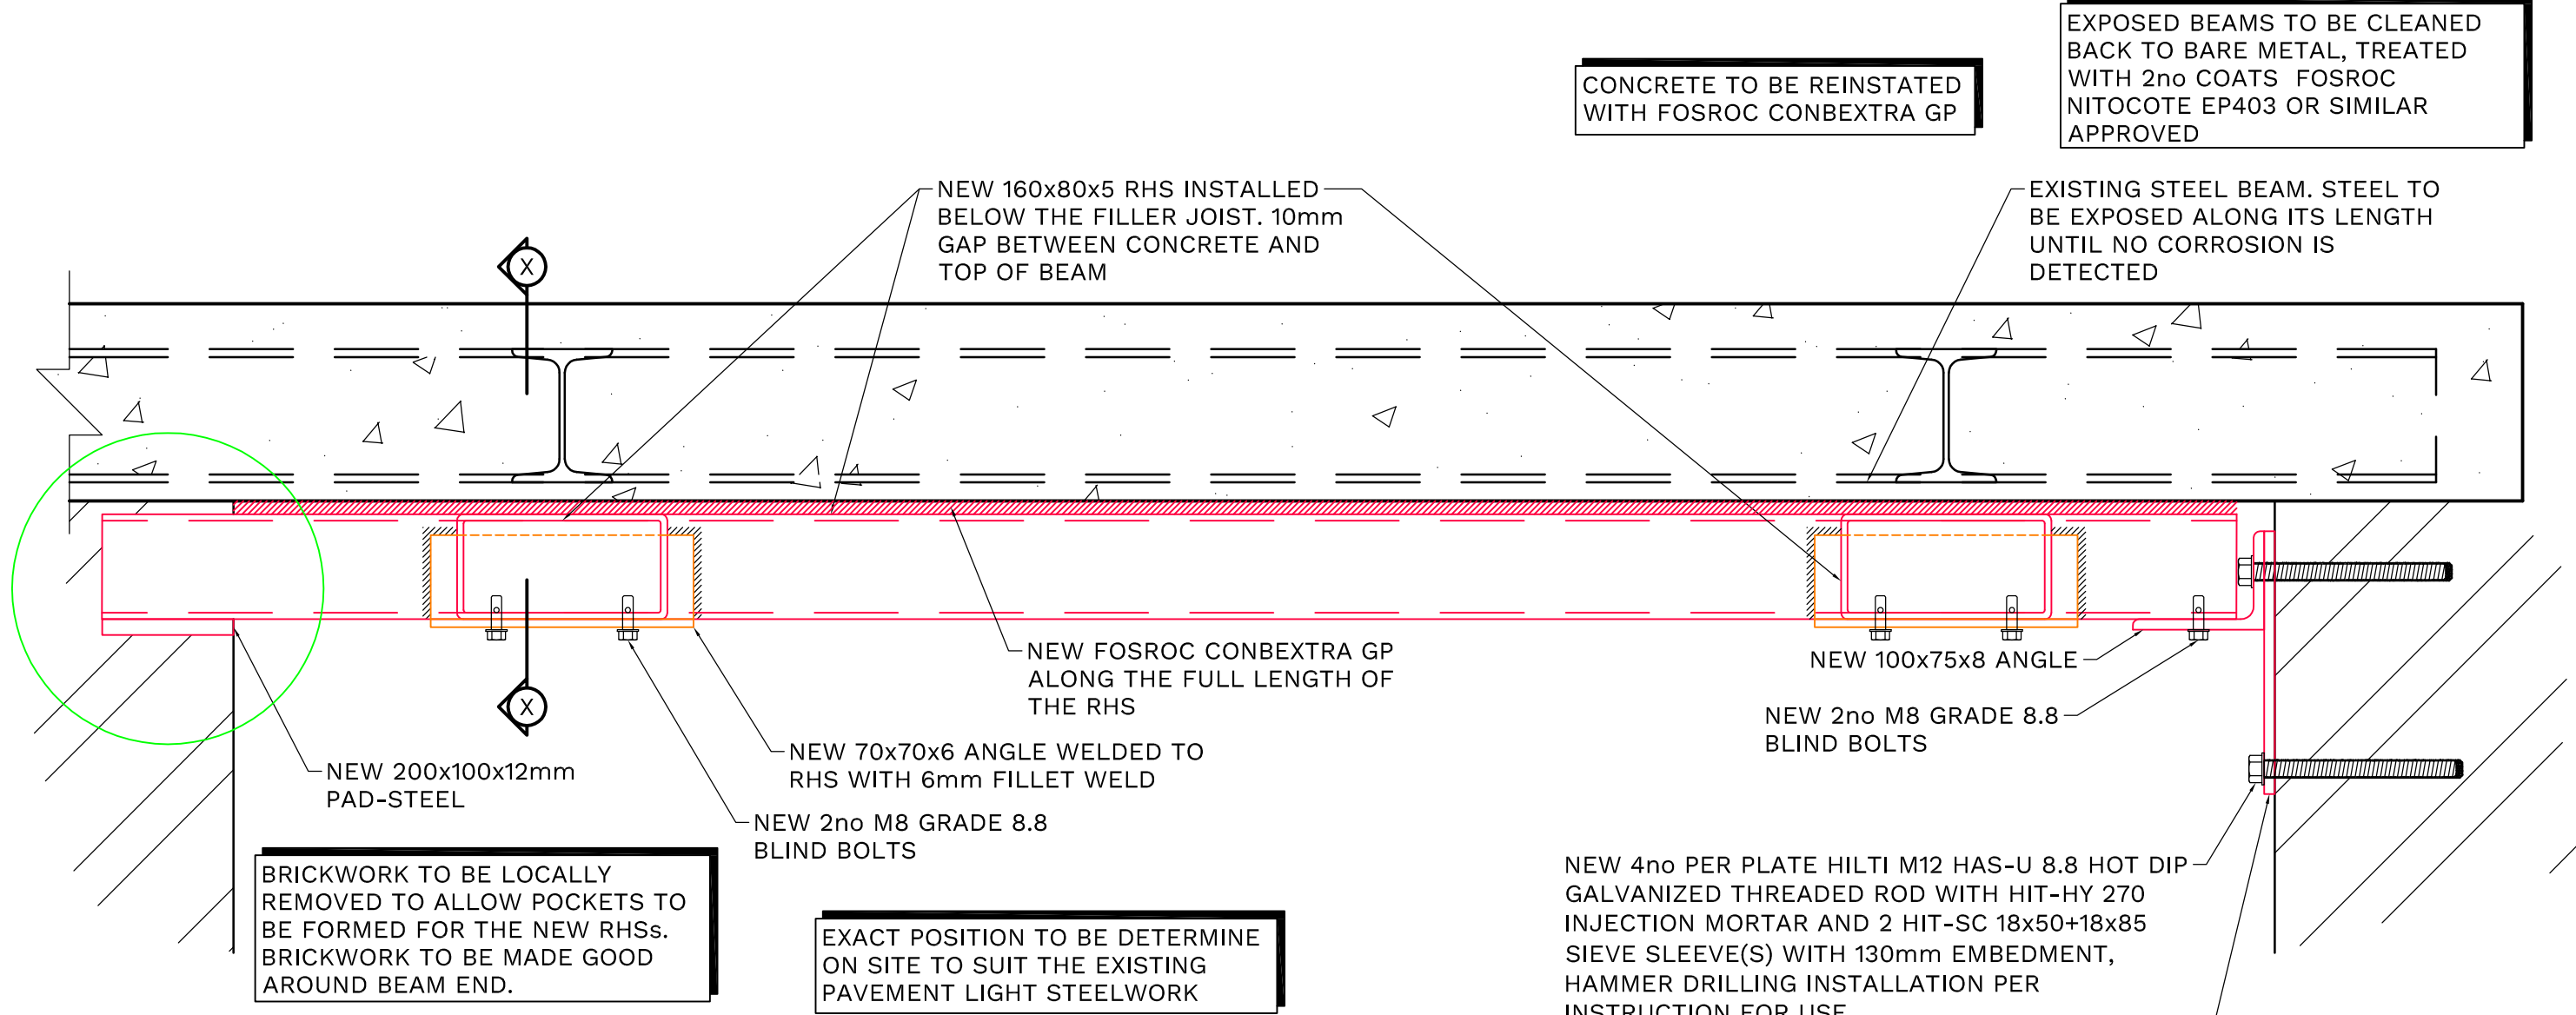 EXPOSED BEAMS TO BE CLEANED
BACK TO BARE METAL, TREATED
WITH 2no COATS FOSROC
NITOCOTE EP403 OR SIMILAR
APPROVED
CONCRETE TO BE REINSTATED
WITH FOSROC CONBEXTRA GP
NEW 160x80x5 RHS INSTALLED
BELOW THE FILLER JOIST. 10mm
GAP BETWEEN CONCRETE AND
TOP OF BEAM
EXISTING STEEL BEAM. STEEL TO
BE EXPOSED ALONG ITS LENGTH
UNTIL NO CORROSION IS
DETECTED
X
X
NEW FOSROC CONBEXTRA GP
ALONG THE FULL LENGTH OF
THE RHS
NEW 100x75x8 ANGLE
NEW 2no M8 GRADE 8.8
BLIND BOLTS
NEW 70x70x6 ANGLE WELDED TO
RHS WITH 6mm FILLET WELD
NEW 200x100x12mm
PAD-STEEL
NEW 2no M8 GRADE 8.8
BLIND BOLTS
BRICKWORK TO BE LOCALLY
REMOVED TO ALLOW POCKETS TO
BE FORMED FOR THE NEW RHSs.
BRICKWORK TO BE MADE GOOD
AROUND BEAM END.
EXACT POSITION TO BE DETERMINE
ON SITE TO SUIT THE EXISTING
PAVEMENT LIGHT STEELWORK
NEW 4no PER PLATE HILTI M12 HAS-U 8.8 HOT DIP
GALVANIZED THREADED ROD WITH HIT-HY 270
INJECTION MORTAR AND 2 HIT-SC 18x50+18x85
SIEVE SLEEVE(S) WITH 130mm EMBEDMENT,
HAMMER DRILLING INSTALLATION PER
INSTRUCTION FOR USE